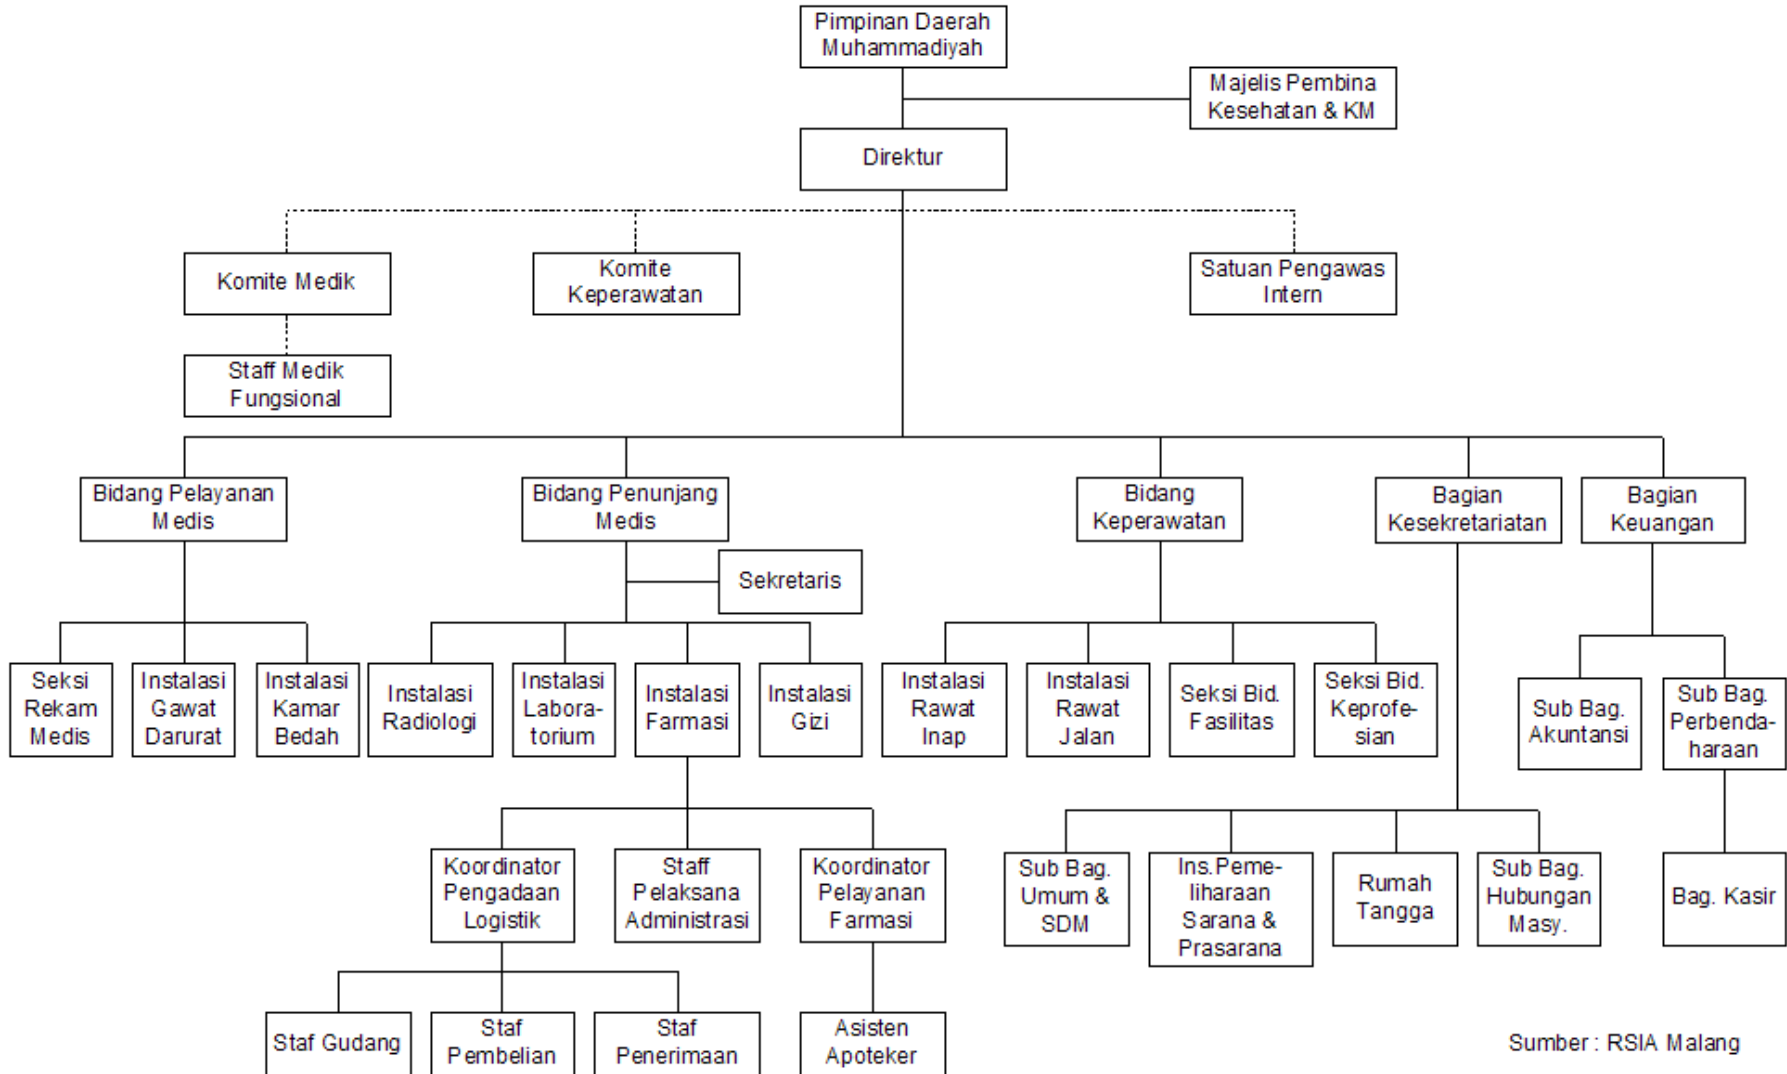 Pimpinan Daerah
Muhammadiyah
Majelis Pembina
Kesehatan & KM
Direktur
Komite Medik
Komite
Keperawatan
Satuan Pengawas
Intern
Staff Medik
Fungsional
Bidang Pelayanan
Medis
Bidang Penunjang
Medis
Bidang
Keperawatan
Bagian
Kesekretariatan
Bagian
Keuangan
Sekretaris
Seksi
Rekam
Medis
Instalasi
Gawat
Darurat
Instalasi
Kamar
Bedah
Instalasi
Radiologi
Instalasi
Labora-
torium
Instalasi
Farmasi
Instalasi
Gizi
Instalasi
Rawat
Inap
Instalasi
Rawat
Jalan
Seksi Bid.
Fasilitas
Seksi Bid.
Keprofe-
sian
Sub Bag.
Akuntansi
Sub Bag.
Perbenda-
haraan
Koordinator
Pengadaan
Logistik
Staff
Pelaksana
Administrasi
Koordinator
Pelayanan
Farmasi
Sub Bag.
Umum &
SDM
Ins.Peme-
liharaan
Sarana &
Prasarana
Rumah
Tangga
Sub Bag.
Hubungan
Masy.
Bag. Kasir
Staf Gudang
Staf
Pembelian
Staf
Penerimaan
Asisten
Apoteker
Sumber : RSIA Malang